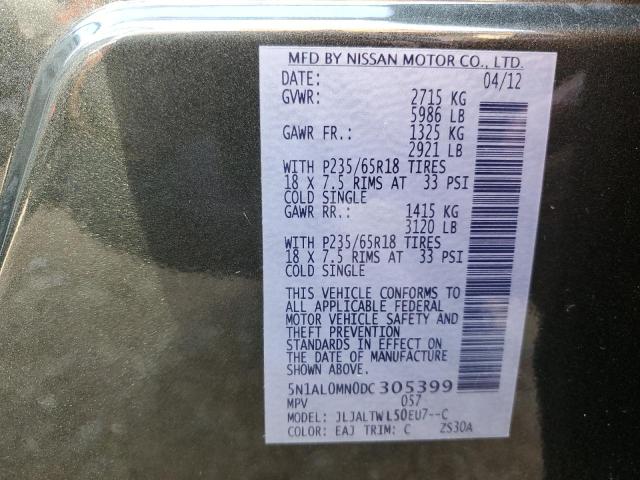 MFD BY NISSAN MOTOR CO., LTD.
DATE: 04/12
GVWR: 2715 KG
5986 LB
GAWR FR.: 1325 KG
2921 LB
WITH P235/65R18 TIRES
18 X 7.5 RIMS AT 33 PSI
COLD SINGLE
GAWR RR.: 1415 KG
3120 LB
WITH P235/65R18 TIRES
18 X 7.5 RIMS AT 33 PSI
COLD SINGLE
THIS VEHICLE CONFORMS TO
ALL APPLICABLE FEDERAL
MOTOR VEHICLE SAFETY AND
THEFT PREVENTION
STANDARDS IN EFFECT ON
THE DATE OF MANUFACTURE
SHOWN ABOVE.
5N1AL0MN0DC305399
MPV 057
MODEL: JLJALTWL50EU7--C
COLOR: EAJ TRIM: C ZS30A